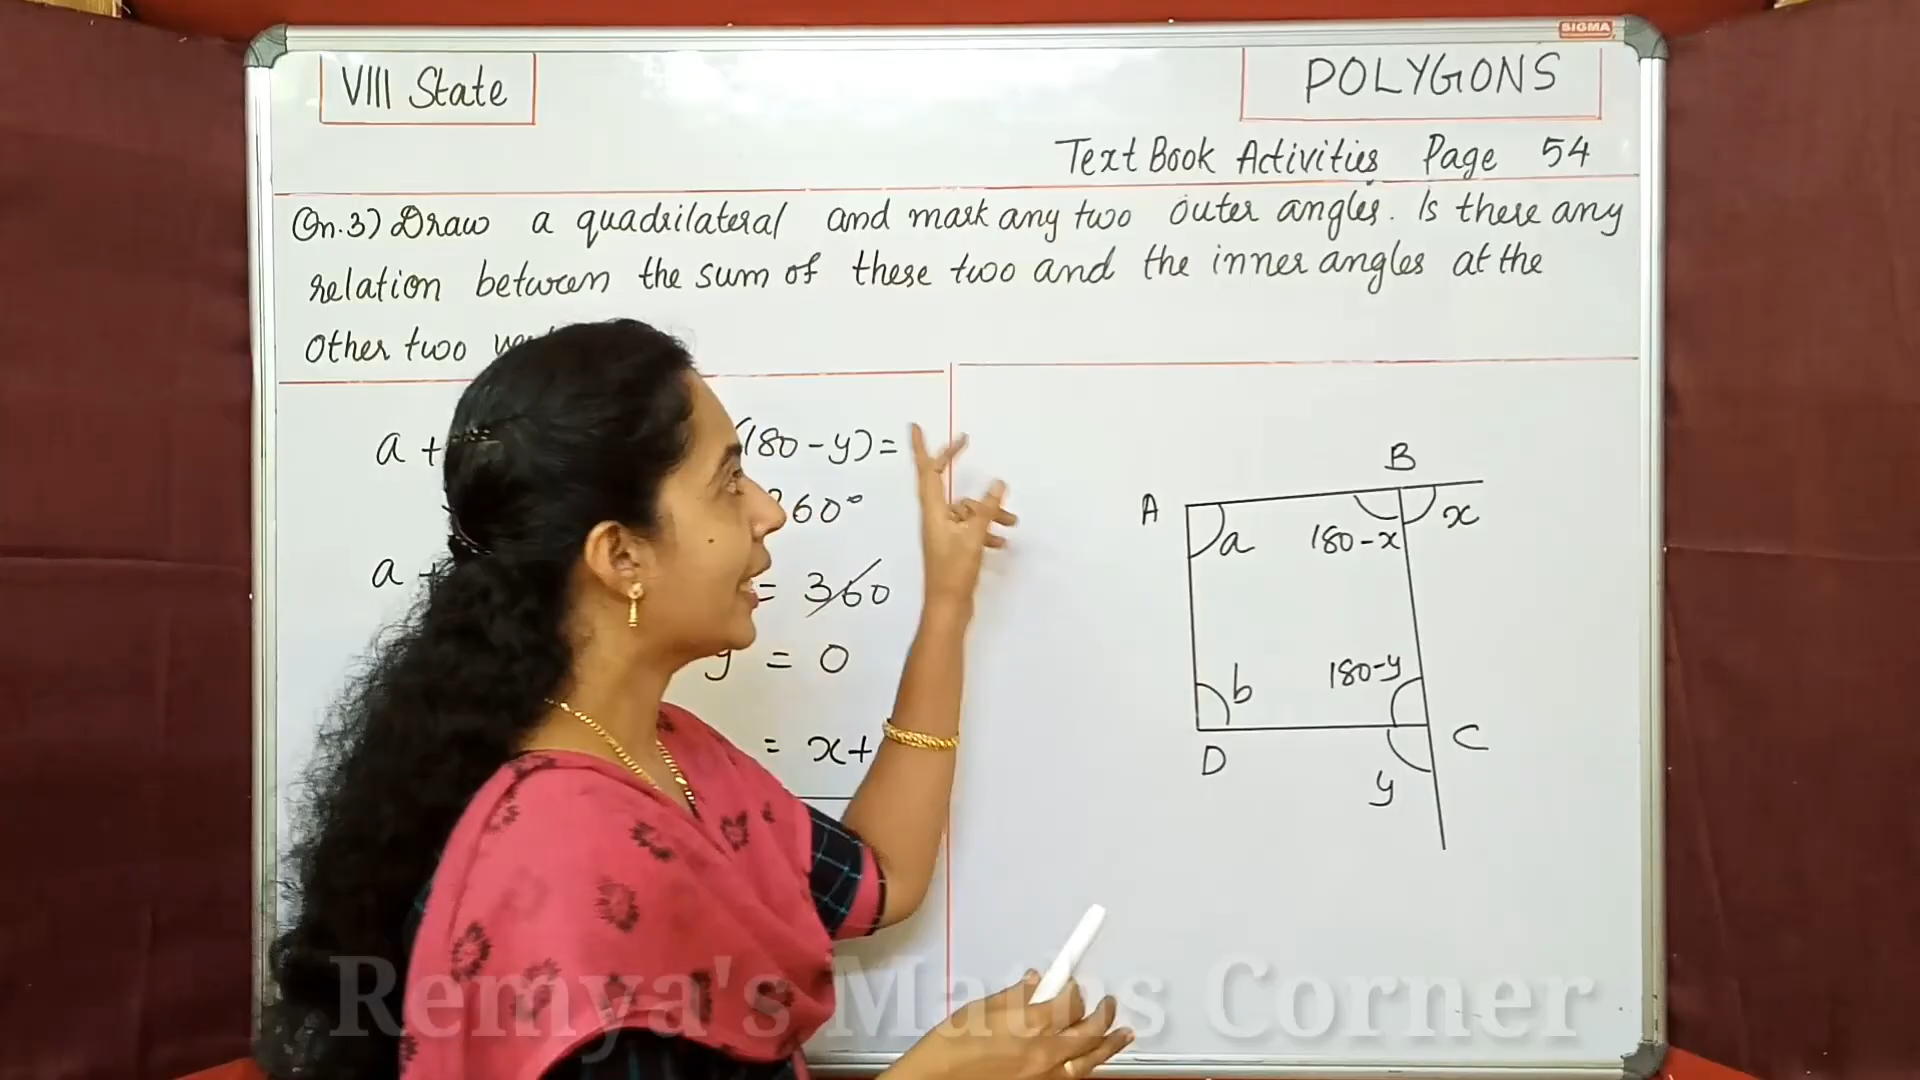 SIGMA
VIII State
POLYGONS
Text Book Activities Page 54
Qn.3) Draw a quadrilateral and mark any two outer angles. Is there any
relation between the sum of these two and the inner angles at the
other two
a + (180-y) =
360°
a + = 360
y = 0
= x+
B
A
x
a
180-x
180-y
b
C
D
y
Remya's Maths Corner